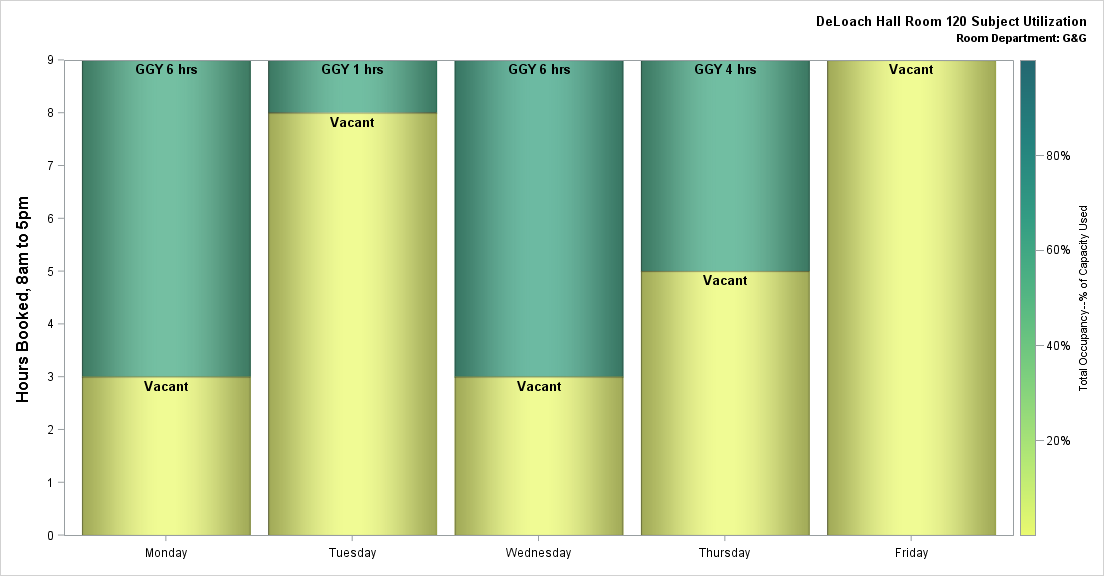 DeLoach Hall Room 120 Subject Utilization
Room Department: G&G
Hours Booked, 8am to 5pm
9
8
7
6
5
4
3
2
1
0
GGY 6 hrs
Vacant
GGY 1 hrs
Vacant
GGY 6 hrs
Vacant
GGY 4 hrs
Vacant
Vacant
Monday
Tuesday
Wednesday
Thursday
Friday
80%
60%
40%
20%
Total Occupancy--% of Capacity Used